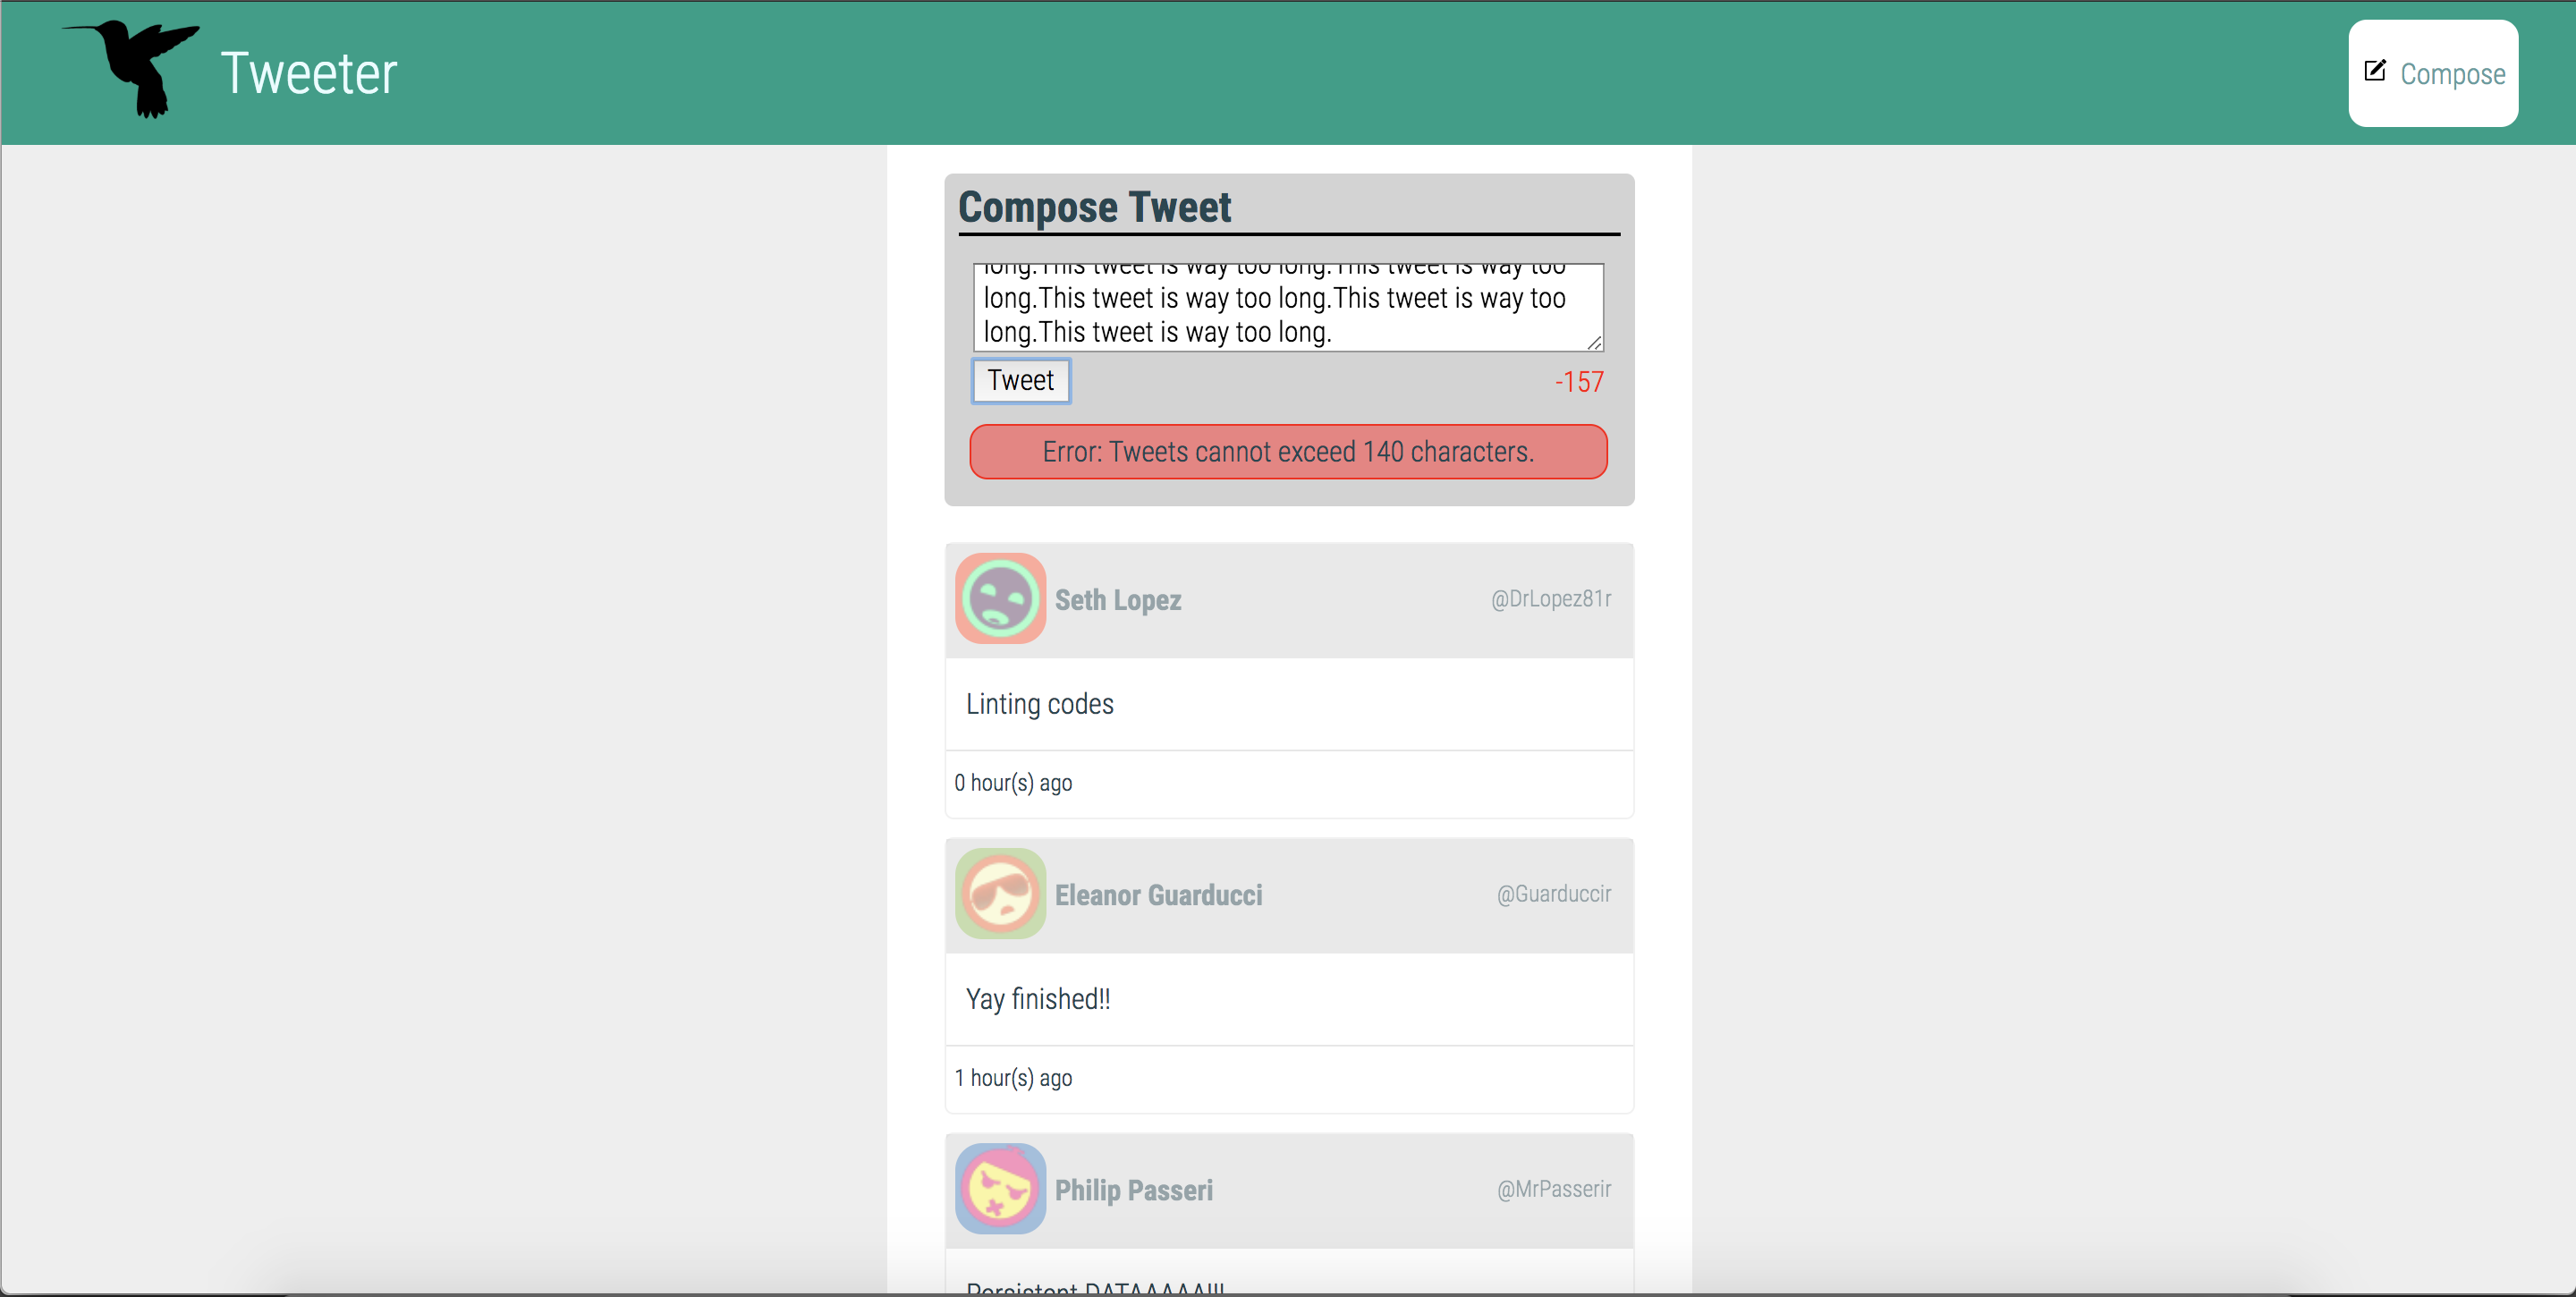 Tweeter
Compose
Compose Tweet
long.This tweet is way too long.This tweet is way too
long.This tweet is way too long.This tweet is way too
long.This tweet is way too long.
Tweet
-157
Error: Tweets cannot exceed 140 characters.
Seth Lopez
@DrLopez81r
Linting codes
0 hour(s) ago
Eleanor Guarducci
@Guarduccir
Yay finished!!
1 hour(s) ago
Philip Passeri
@MrPasserir
Persistent DATAAAAA!!!